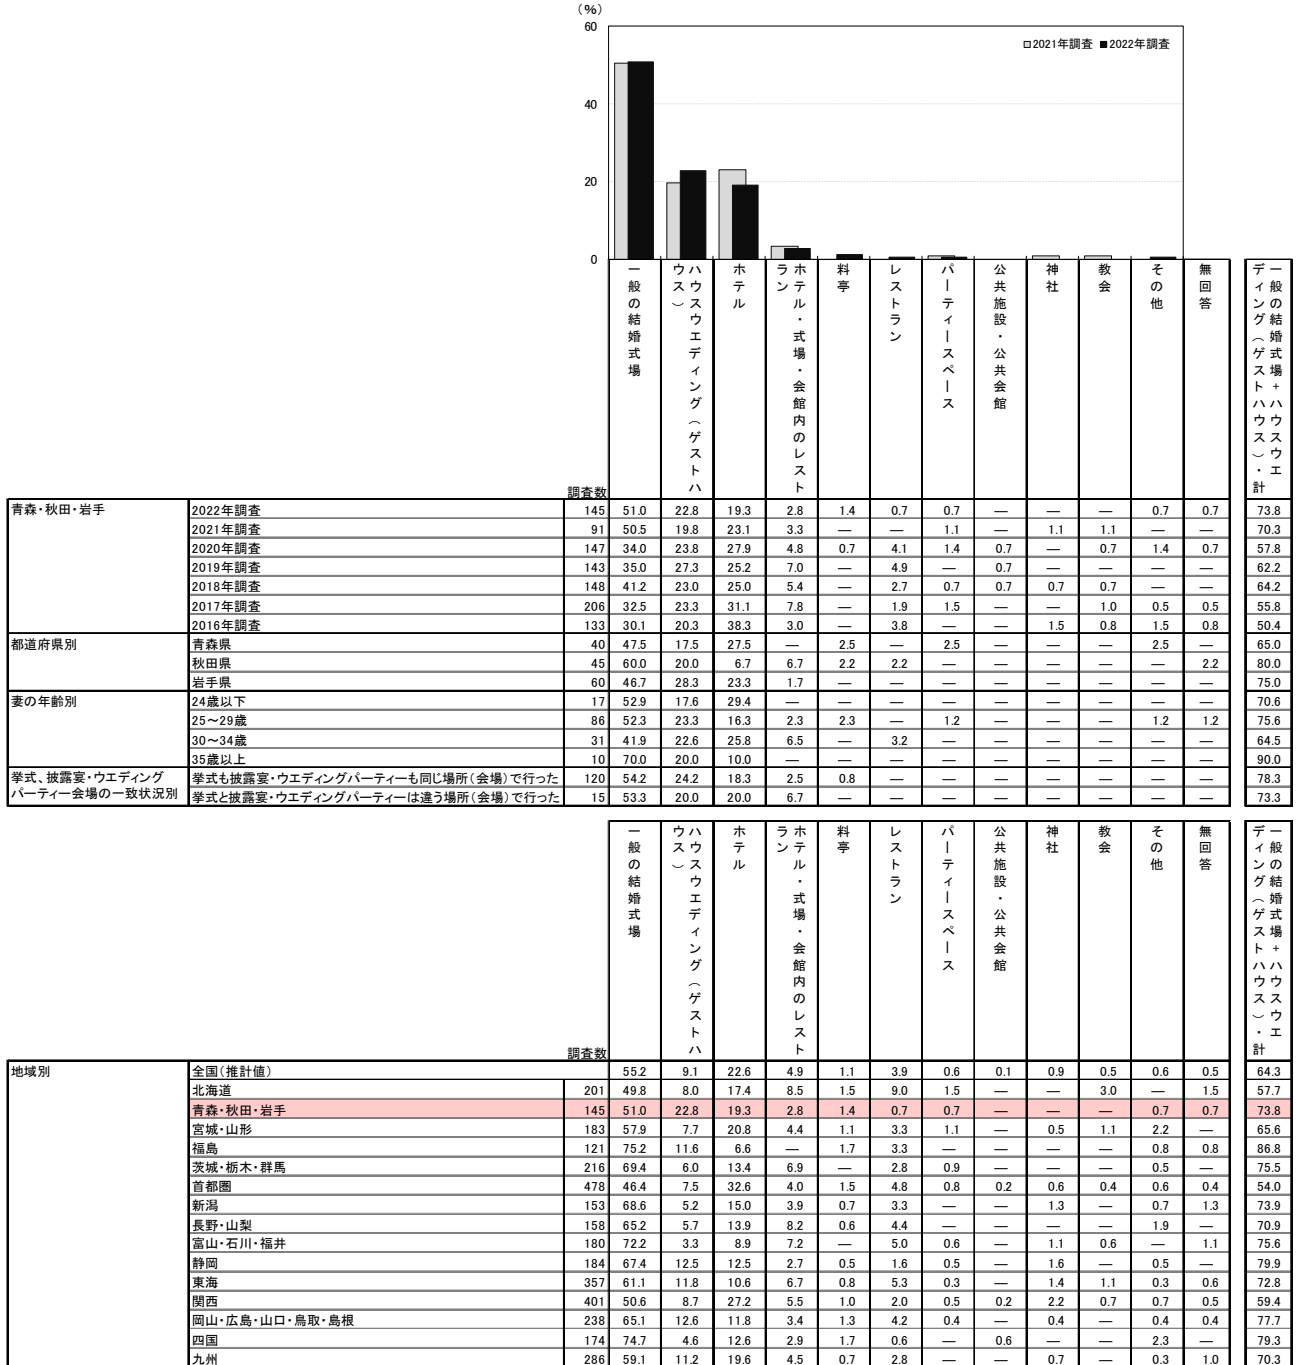 （%）
60
40
20
0
□2021年調査 ■2022年調査
調査数
一般の結婚式場
ハウスウエディング（ゲストハウス）
ホテル
ホテル・式場・会館内のレストラン
料亭
レストラン
パーティースペース
公共施設・公共会館
神社
教会
その他
無回答
一般の結婚式場+ハウスウエディング（ゲストハウス）・計
青森・秋田・岩手 2022年調査 145 51.0 22.8 19.3 2.8 1.4 0.7 0.7 — — — 0.7 0.7 73.8
2021年調査 91 50.5 19.8 23.1 3.3 — — 1.1 — 1.1 1.1 — — 70.3
2020年調査 147 34.0 23.8 27.9 4.8 0.7 4.1 1.4 0.7 — 0.7 1.4 0.7 57.8
2019年調査 143 35.0 27.3 25.2 7.0 — 4.9 — 0.7 — — — — 62.2
2018年調査 148 41.2 23.0 25.0 5.4 — 2.7 0.7 0.7 0.7 0.7 — — 64.2
2017年調査 206 32.5 23.3 31.1 7.8 — 1.9 1.5 — — 1.0 0.5 0.5 55.8
2016年調査 133 30.1 20.3 38.3 3.0 — 3.8 — — 1.5 0.8 1.5 0.8 50.4
都道府県別 青森県 40 47.5 17.5 27.5 — 2.5 — 2.5 — — — 2.5 — 65.0
秋田県 45 60.0 20.0 6.7 6.7 2.2 2.2 — — — — — 2.2 80.0
岩手県 60 46.7 28.3 23.3 1.7 — — — — — — — — 75.0
妻の年齢別 24歳以下 17 52.9 17.6 29.4 — — — — — — — — — 70.6
25～29歳 86 52.3 23.3 16.3 2.3 2.3 — 1.2 — — — 1.2 1.2 75.6
30～34歳 31 41.9 22.6 25.8 6.5 — 3.2 — — — — — — 64.5
35歳以上 10 70.0 20.0 10.0 — — — — — — — — — 90.0
挙式、披露宴・ウエディング
パーティー会場の一致状況別
挙式も披露宴・ウエディングパーティーも同じ場所（会場）で行った 120 54.2 24.2 18.3 2.5 0.8 — — — — — — — 78.3
挙式と披露宴・ウエディングパーティーは違う場所（会場）で行った 15 53.3 20.0 20.0 6.7 — — — — — — — — 73.3
調査数
一般の結婚式場
ハウスウエディング（ゲストハウス）
ホテル
ホテル・式場・会館内のレストラン
料亭
レストラン
パーティースペース
公共施設・公共会館
神社
教会
その他
無回答
一般の結婚式場+ハウスウエディング（ゲストハウス）・計
地域別 全国（推計値） 55.2 9.1 22.6 4.9 1.1 3.9 0.6 0.1 0.9 0.5 0.6 0.5 64.3
北海道 201 49.8 8.0 17.4 8.5 1.5 9.0 1.5 — — 3.0 — 1.5 57.7
青森・秋田・岩手 145 51.0 22.8 19.3 2.8 1.4 0.7 0.7 — — — 0.7 0.7 73.8
宮城・山形 183 57.9 7.7 20.8 4.4 1.1 3.3 1.1 — 0.5 1.1 2.2 — 65.6
福島 121 75.2 11.6 6.6 — 1.7 3.3 — — — — 0.8 0.8 86.8
茨城・栃木・群馬 216 69.4 6.0 13.4 6.9 — 2.8 0.9 — — — 0.5 — 75.5
首都圏 478 46.4 7.5 32.6 4.0 1.5 4.8 0.8 0.2 0.6 0.4 0.6 0.4 54.0
新潟 153 68.6 5.2 15.0 3.9 0.7 3.3 — — 1.3 — 0.7 1.3 73.9
長野・山梨 158 65.2 5.7 13.9 8.2 0.6 4.4 — — — — 1.9 — 70.9
富山・石川・福井 180 72.2 3.3 8.9 7.2 — 5.0 0.6 — 1.1 0.6 — 1.1 75.6
静岡 184 67.4 12.5 12.5 2.7 0.5 1.6 0.5 — 1.6 — 0.5 — 79.9
東海 357 61.1 11.8 10.6 6.7 0.8 5.3 0.3 — 1.4 1.1 0.3 0.6 72.8
関西 401 50.6 8.7 27.2 5.5 1.0 2.0 0.5 0.2 2.2 0.7 0.7 0.5 59.4
岡山・広島・山口・鳥取・島根 238 65.1 12.6 11.8 3.4 1.3 4.2 0.4 — 0.4 — 0.4 0.4 77.7
四国 174 74.7 4.6 12.6 2.9 1.7 0.6 — 0.6 — — 2.3 — 79.3
九州 286 59.1 11.2 19.6 4.5 0.7 2.8 — — 0.7 — 0.3 1.0 70.3